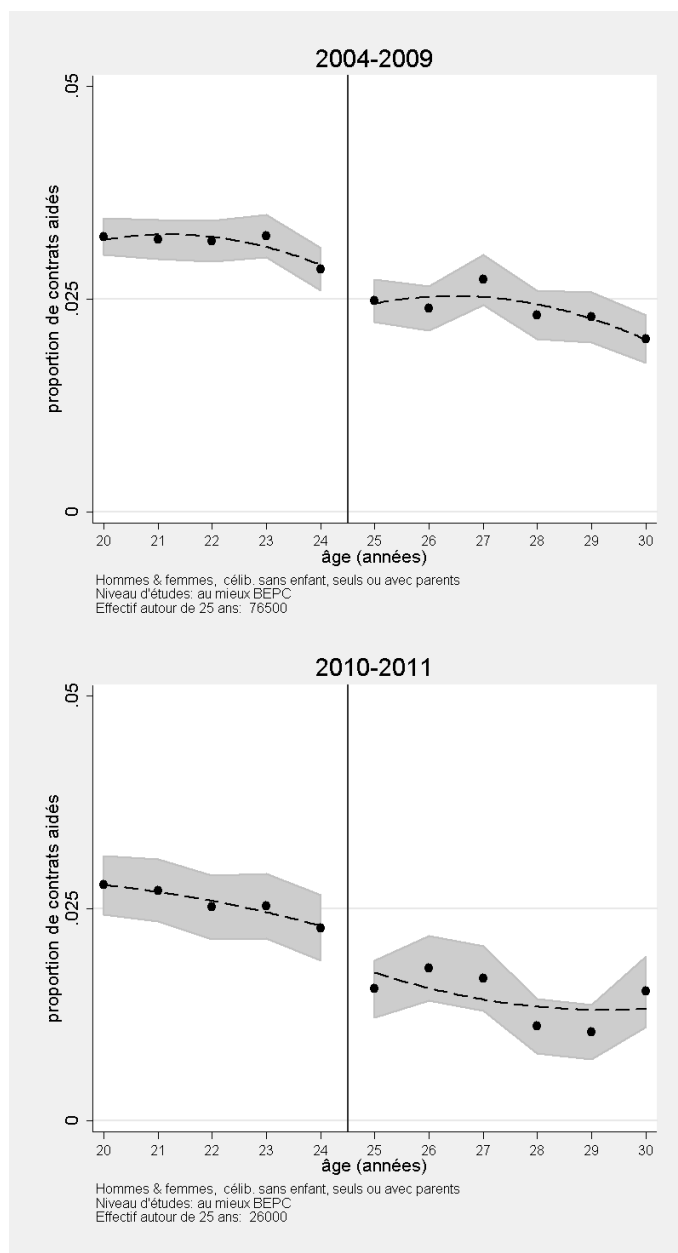 2004-2009
.05
.025
0
proportion de contrats aidés
20 21 22 23 24 25 26 27 28 29 30
âge (années)
Hommes & femmes, célib. sans enfant, seuls ou avec parents
Niveau d'études: au mieux BEPC
Effectif autour de 25 ans: 76500
2010-2011
.05
.025
0
proportion de contrats aidés
20 21 22 23 24 25 26 27 28 29 30
âge (années)
Hommes & femmes, célib. sans enfant, seuls ou avec parents
Niveau d'études: au mieux BEPC
Effectif autour de 25 ans: 26000